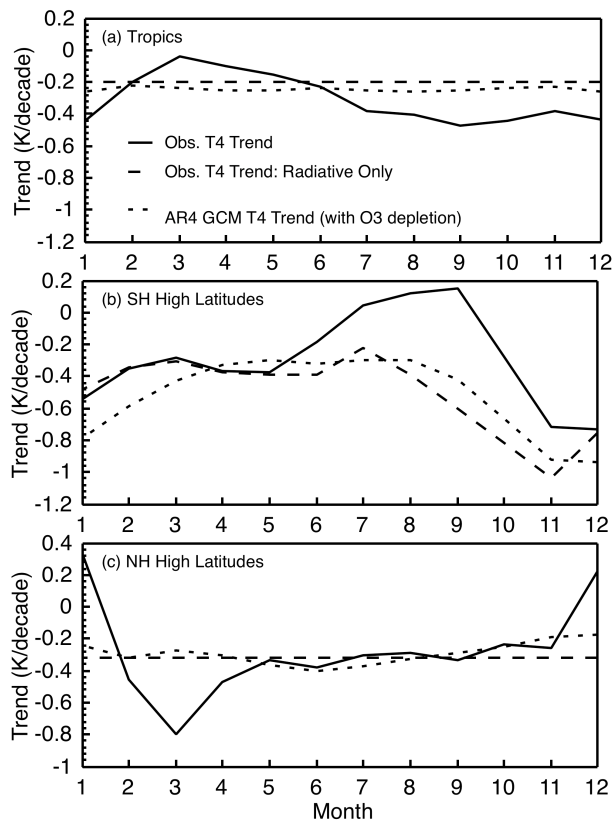 (a) Tropics
Trend (K/decade)
0
-0.2
-0.4
-0.6
-0.8
-1
-1.2
Obs. T4 Trend
Obs. T4 Trend: Radiative Only
AR4 GCM T4 Trend (with O3 depletion)
1 2 3 4 5 6 7 8 9 10 11 12
(b) SH High Latitudes
Trend (K/decade)
0.2
0
-0.2
-0.4
-0.6
-0.8
-1
-1.2
1 2 3 4 5 6 7 8 9 10 11 12
(c) NH High Latitudes
Trend (K/decade)
0.4
0.2
0
-0.2
-0.4
-0.6
-0.8
-1
1 2 3 4 5 6 7 8 9 10 11 12
Month